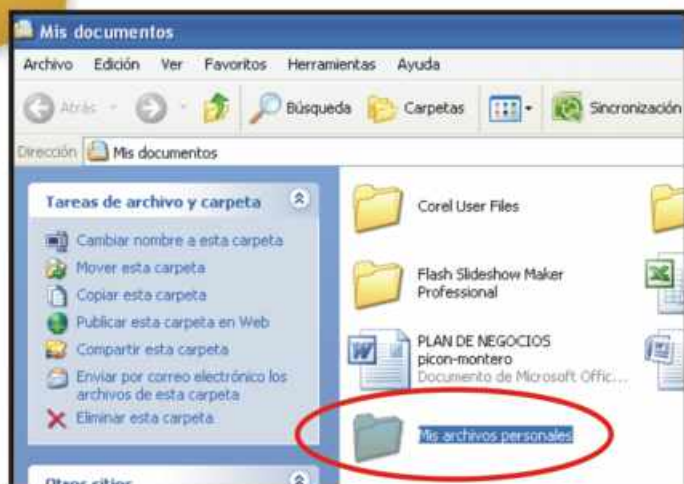 Mis documentos
Archivo Edición Ver Favoritos Herramientas Ayuda
Atrás Búsqueda Carpetas Sincronización
Dirección Mis documentos
Tareas de archivo y carpeta
Cambiar nombre a esta carpeta
Mover esta carpeta
Copiar esta carpeta
Publicar esta carpeta en Web
Compartir esta carpeta
Enviar por correo electrónico los
archivos de esta carpeta
Eliminar esta carpeta
Otros sitios
Corel User Files
Flash Slideshow Maker
Professional
PLAN DE NEGOCIOS
picon-montero
Documento de Microsoft Offic...
Mis archivos personales